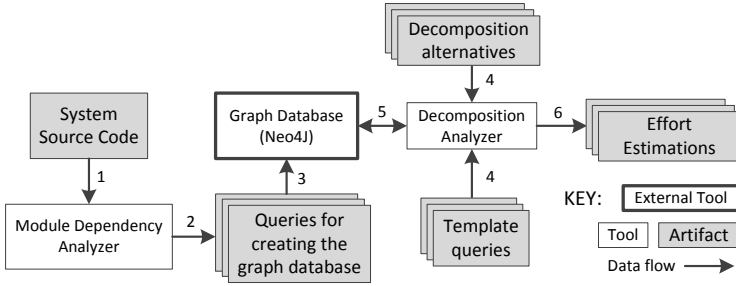 Decomposition
alternatives
4
System
Source Code
Graph Database
(Neo4J)
5
Decomposition
Analyzer
6
Effort
Estimations
1
3
4
Module Dependency
Analyzer
2
Queries for
creating the
graph database
Template
queries
KEY:
External Tool
Tool
Artifact
Data flow